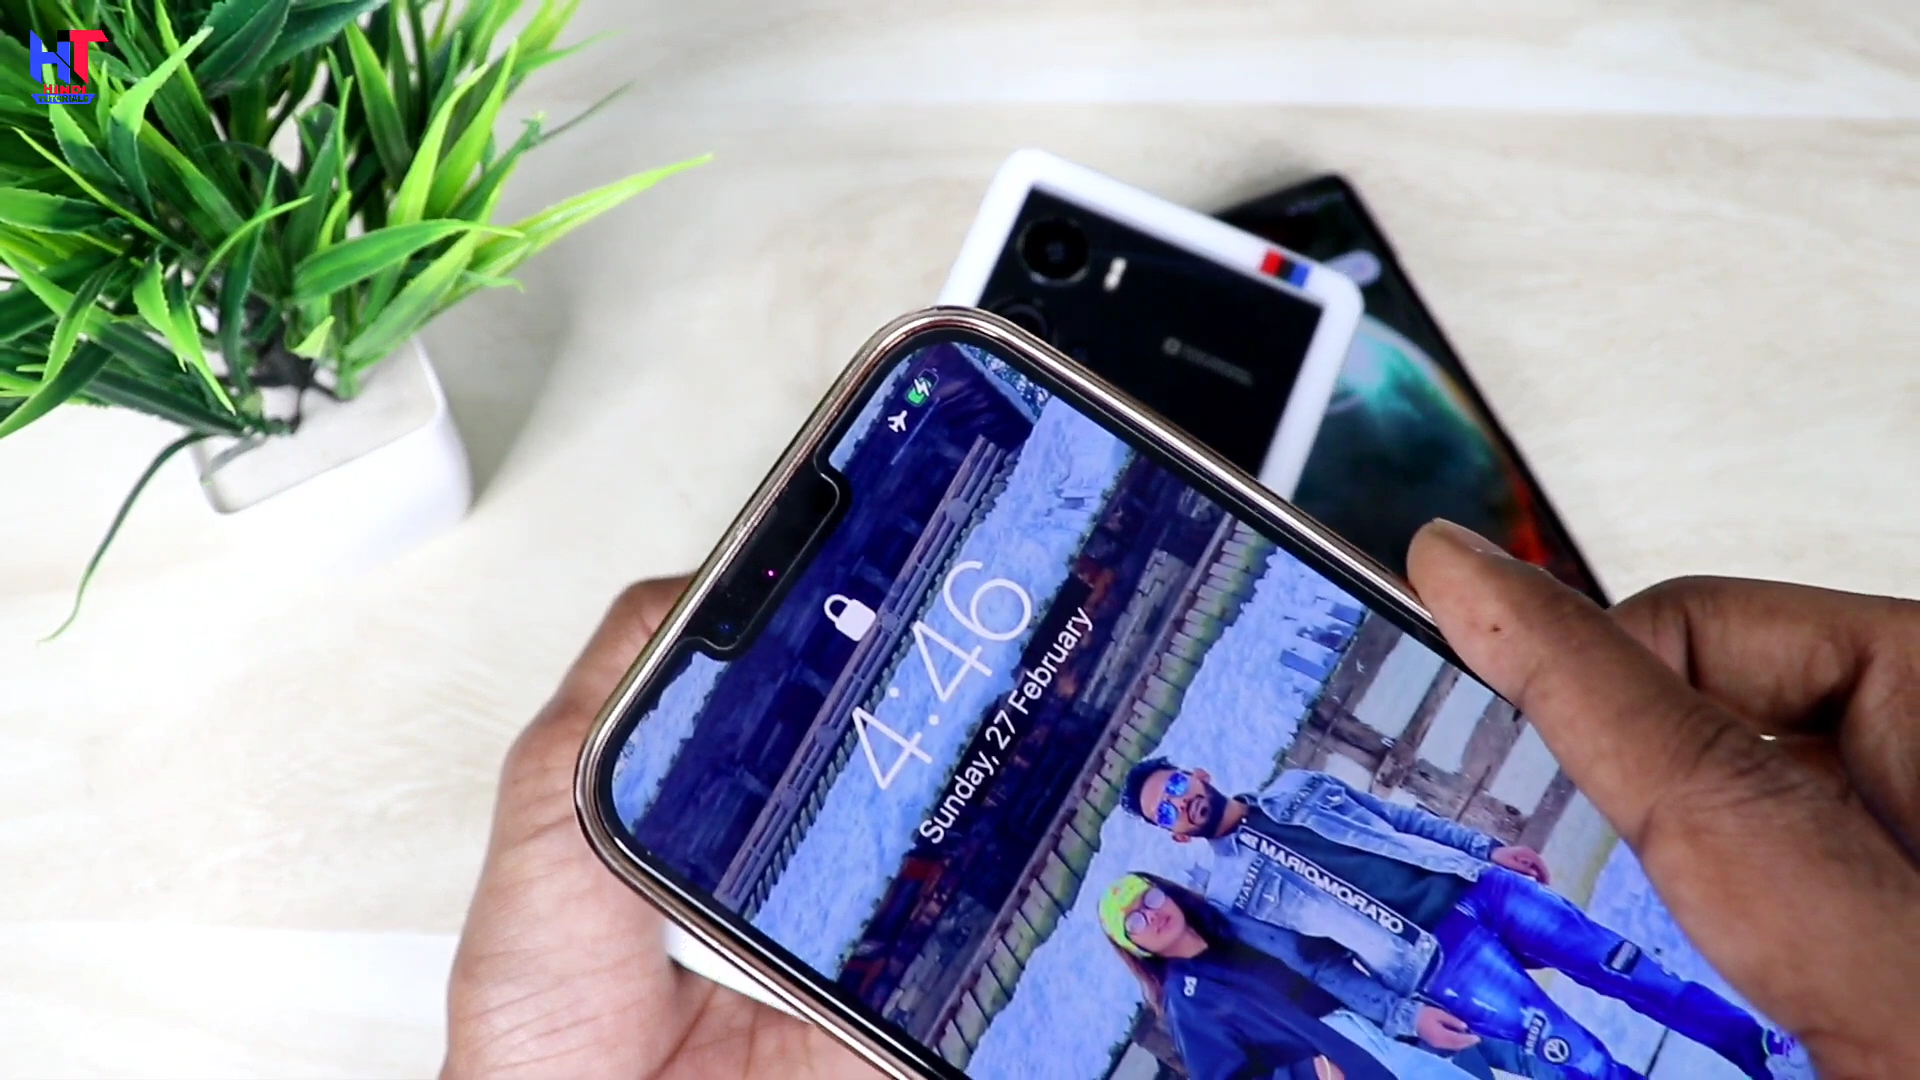 HT
HINDI
TUTORIALS
4:46
Sunday, 27 February
MARIO MORATO